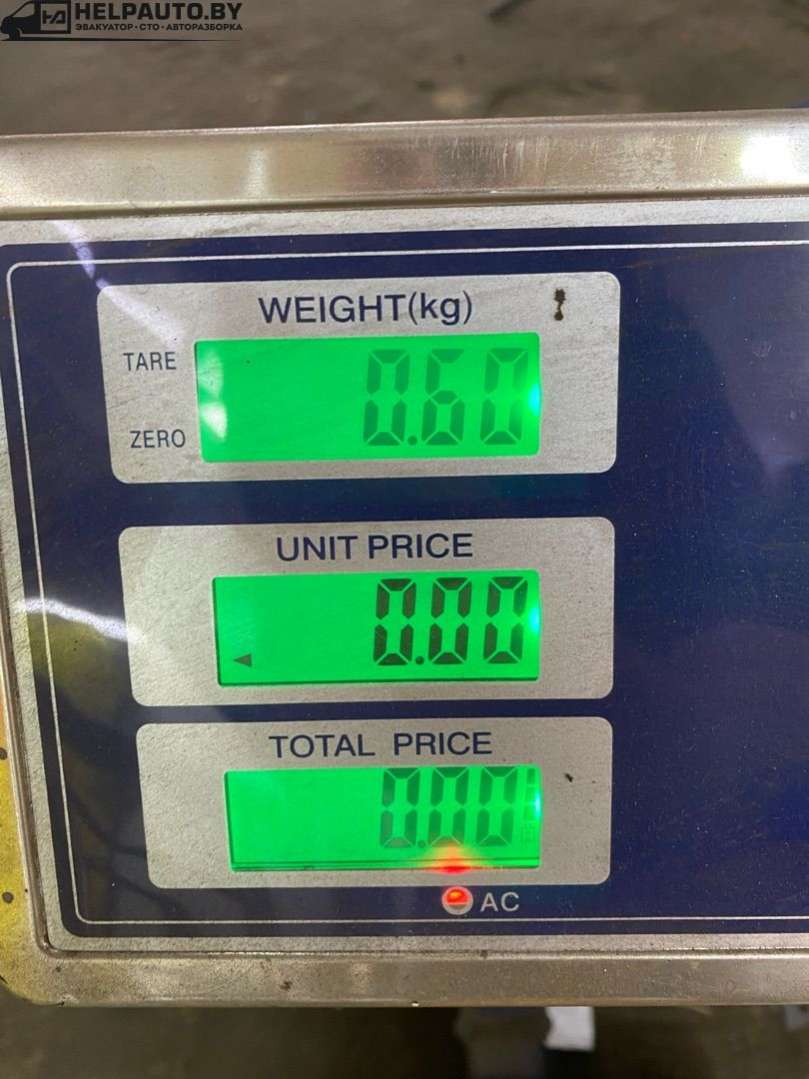 HELPAUTO.BY
ЭВАКУАТОР·СТО·АВТОРАЗБОРКА
WEIGHT(kg)
TARE
0.60
ZERO
UNIT PRICE
0.00
TOTAL PRICE
0.00
AC